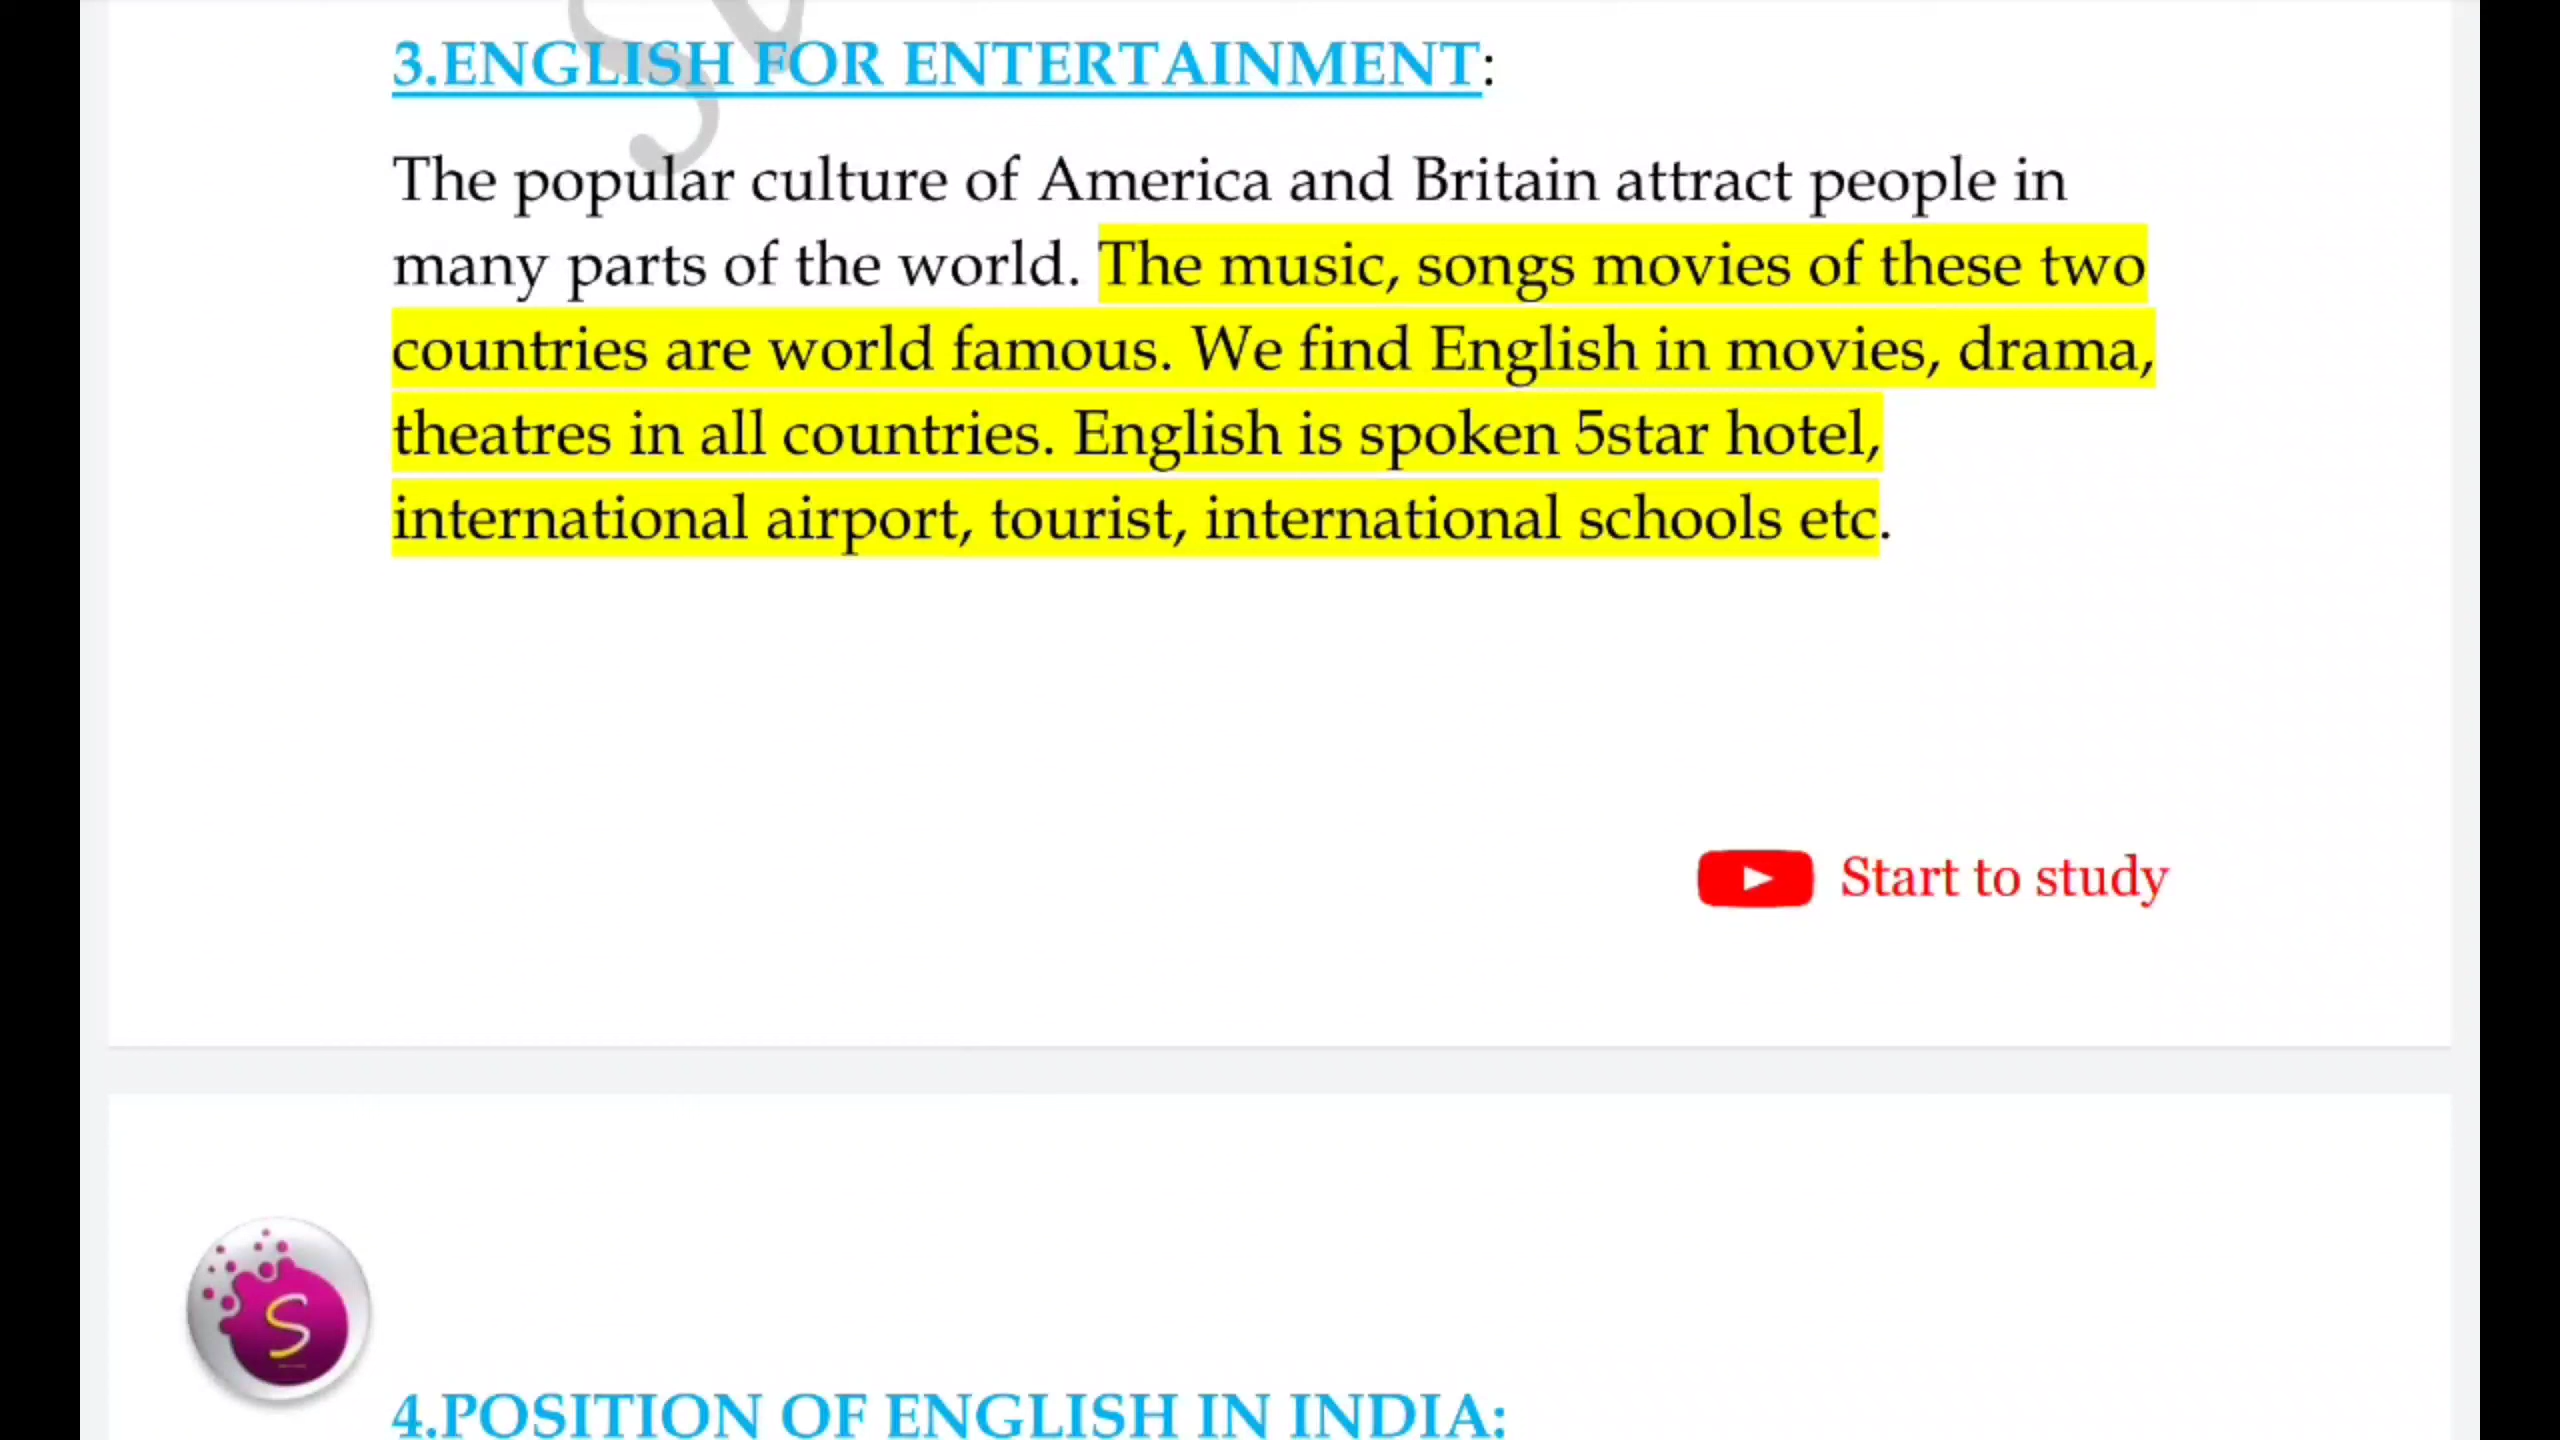 3.ENGLISH FOR ENTERTAINMENT:
The popular culture of America and Britain attract people in
many parts of the world. The music, songs movies of these two
countries are world famous. We find English in movies, drama,
theatres in all countries. English is spoken 5star hotel,
international airport, tourist, international schools etc.
Start to study
S
4.POSITION OF ENGLISH IN INDIA: